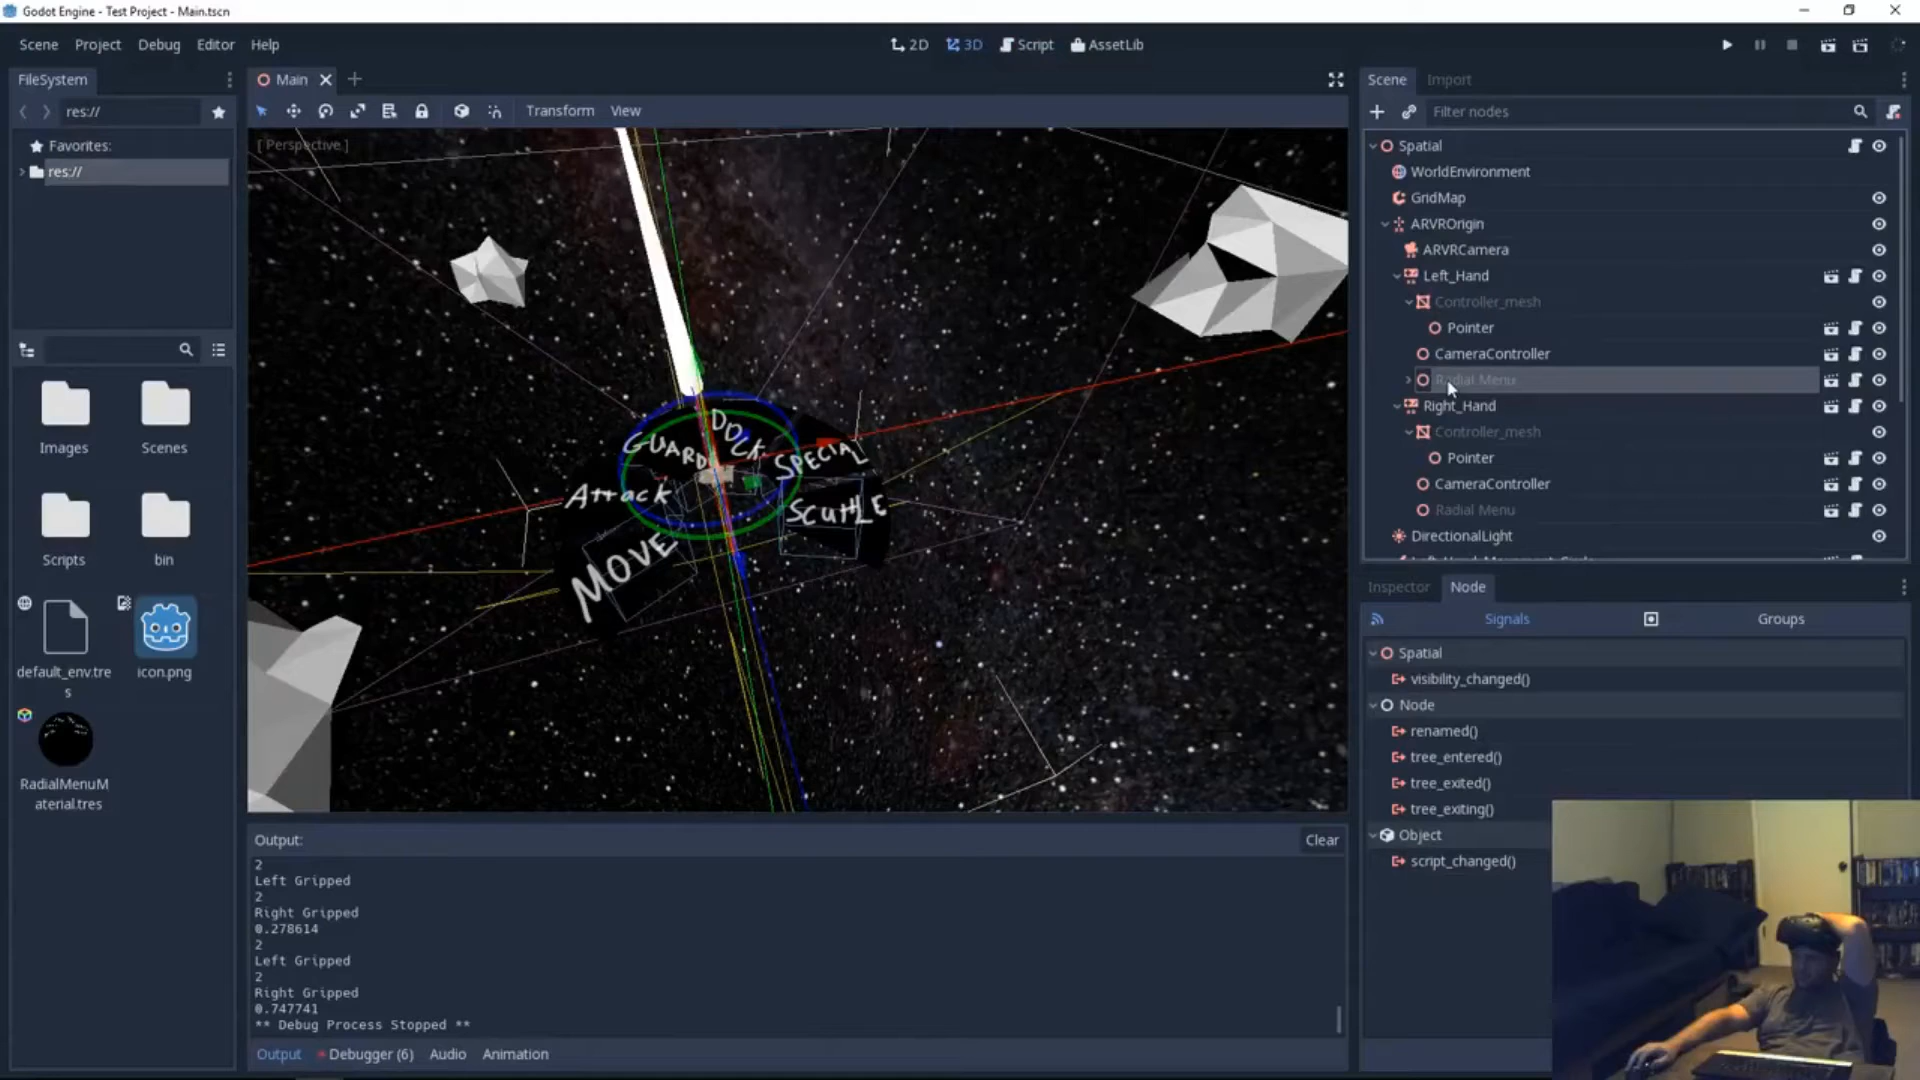 Godot Engine - Test Project - Main.tscn
Scene Project Debug Editor Help
2D 3D Script AssetLib
FileSystem
res://
Favorites:
res://
Images
Scenes
Scripts
bin
default_env.tre
s
icon.png
RadialMenuM
aterial.tres
Main
Transform View
[ Perspective ]
DOCK
GUARD
SPECIAL
Attack
SCUttLE
MOVE
Output:
Clear
2
Left Gripped
2
Right Gripped
0.278614
2
Left Gripped
2
Right Gripped
0.747741
** Debug Process Stopped **
Output Debugger (6) Audio Animation
Scene Import
Filter nodes
Spatial
WorldEnvironment
GridMap
ARVROrigin
ARVRCamera
Left_Hand
Controller_mesh
Pointer
CameraController
Radial Menu
Right_Hand
Controller_mesh
Pointer
CameraController
Radial Menu
DirectionalLight
Inspector Node
Signals Groups
Spatial
visibility_changed()
Node
renamed()
tree_entered()
tree_exited()
tree_exiting()
Object
script_changed()